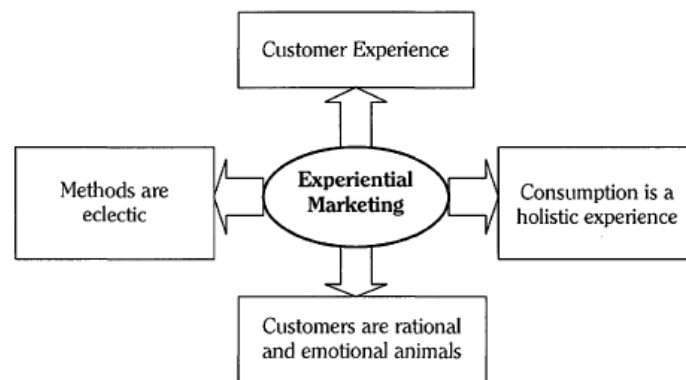 Customer Experience
Methods are
eclectic
Experiential
Marketing
Consumption is a
holistic experience
Customers are rational
and emotional animals